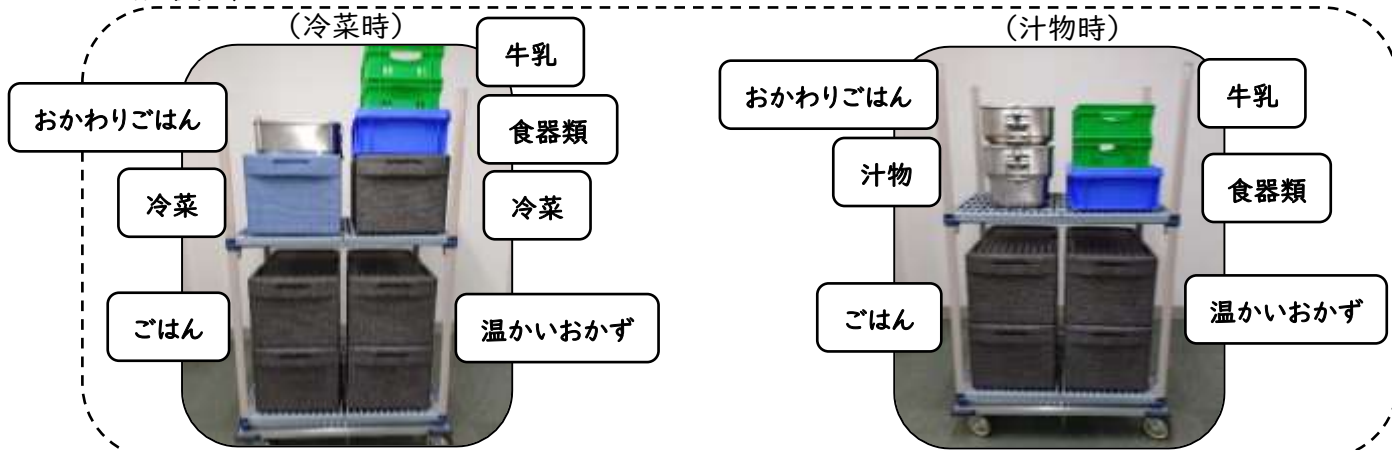 (冷菜時)
牛乳
おかわりごはん
食器類
冷菜
冷菜
ごはん
温かいおかず
(汁物時)
おかわりごはん
牛乳
汁物
食器類
ごはん
温かいおかず